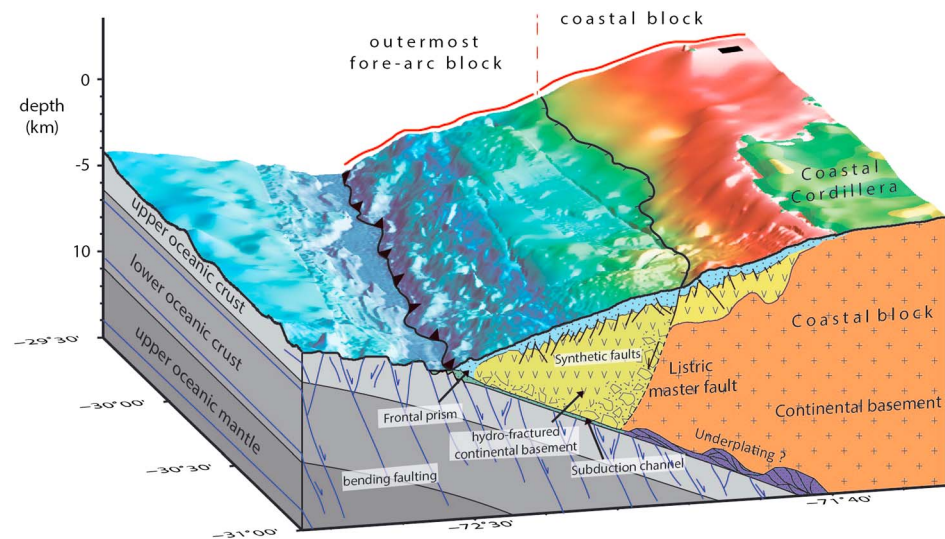 coastal block
outermost
fore-arc block
0
depth
(km)
-5
10
Coastal
Cordillera
upper oceanic crust
lower oceanic crust
upper oceanic mantle
−29°30'
−30°00'
−30°30'
−31°00'
Coastal block
Synthetic faults
Listric
master fault
Frontal prism
Continental basement
hydro-fractured
continental basement
Underplating ?
Subduction channel
bending faulting
−72°30'
−71°40'